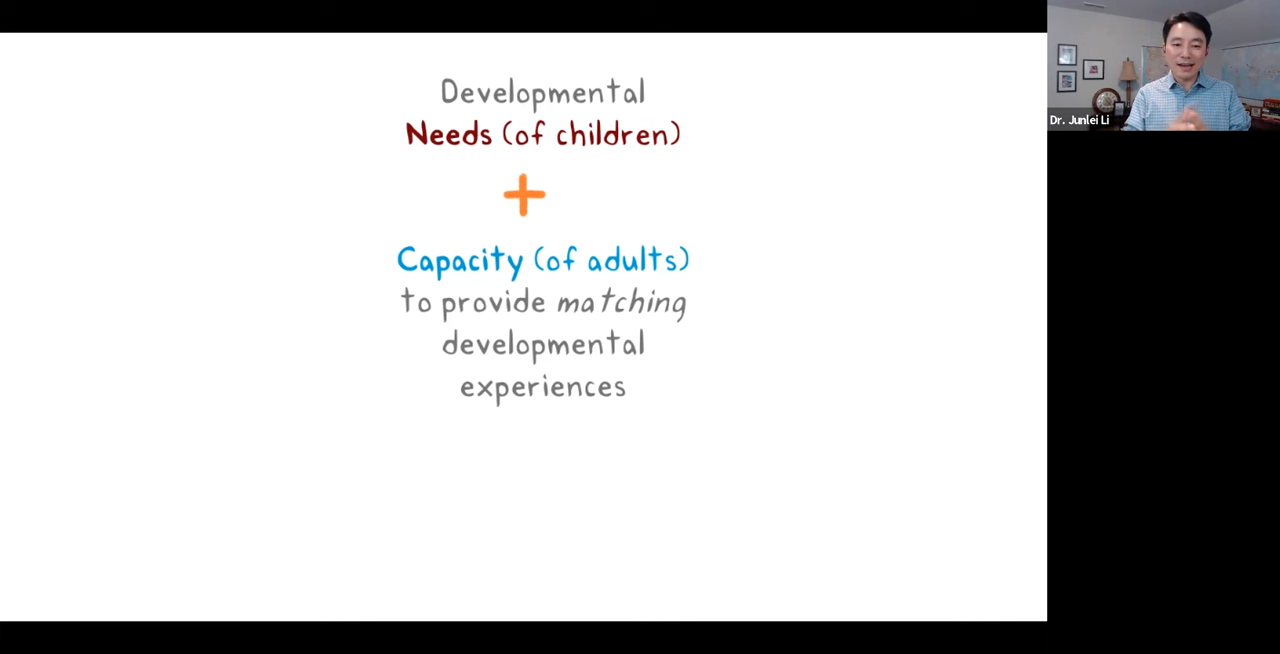 Developmental
Needs (of children)
+
Capacity (of adults)
to provide matching
developmental
experiences
Dr. Junlei Li